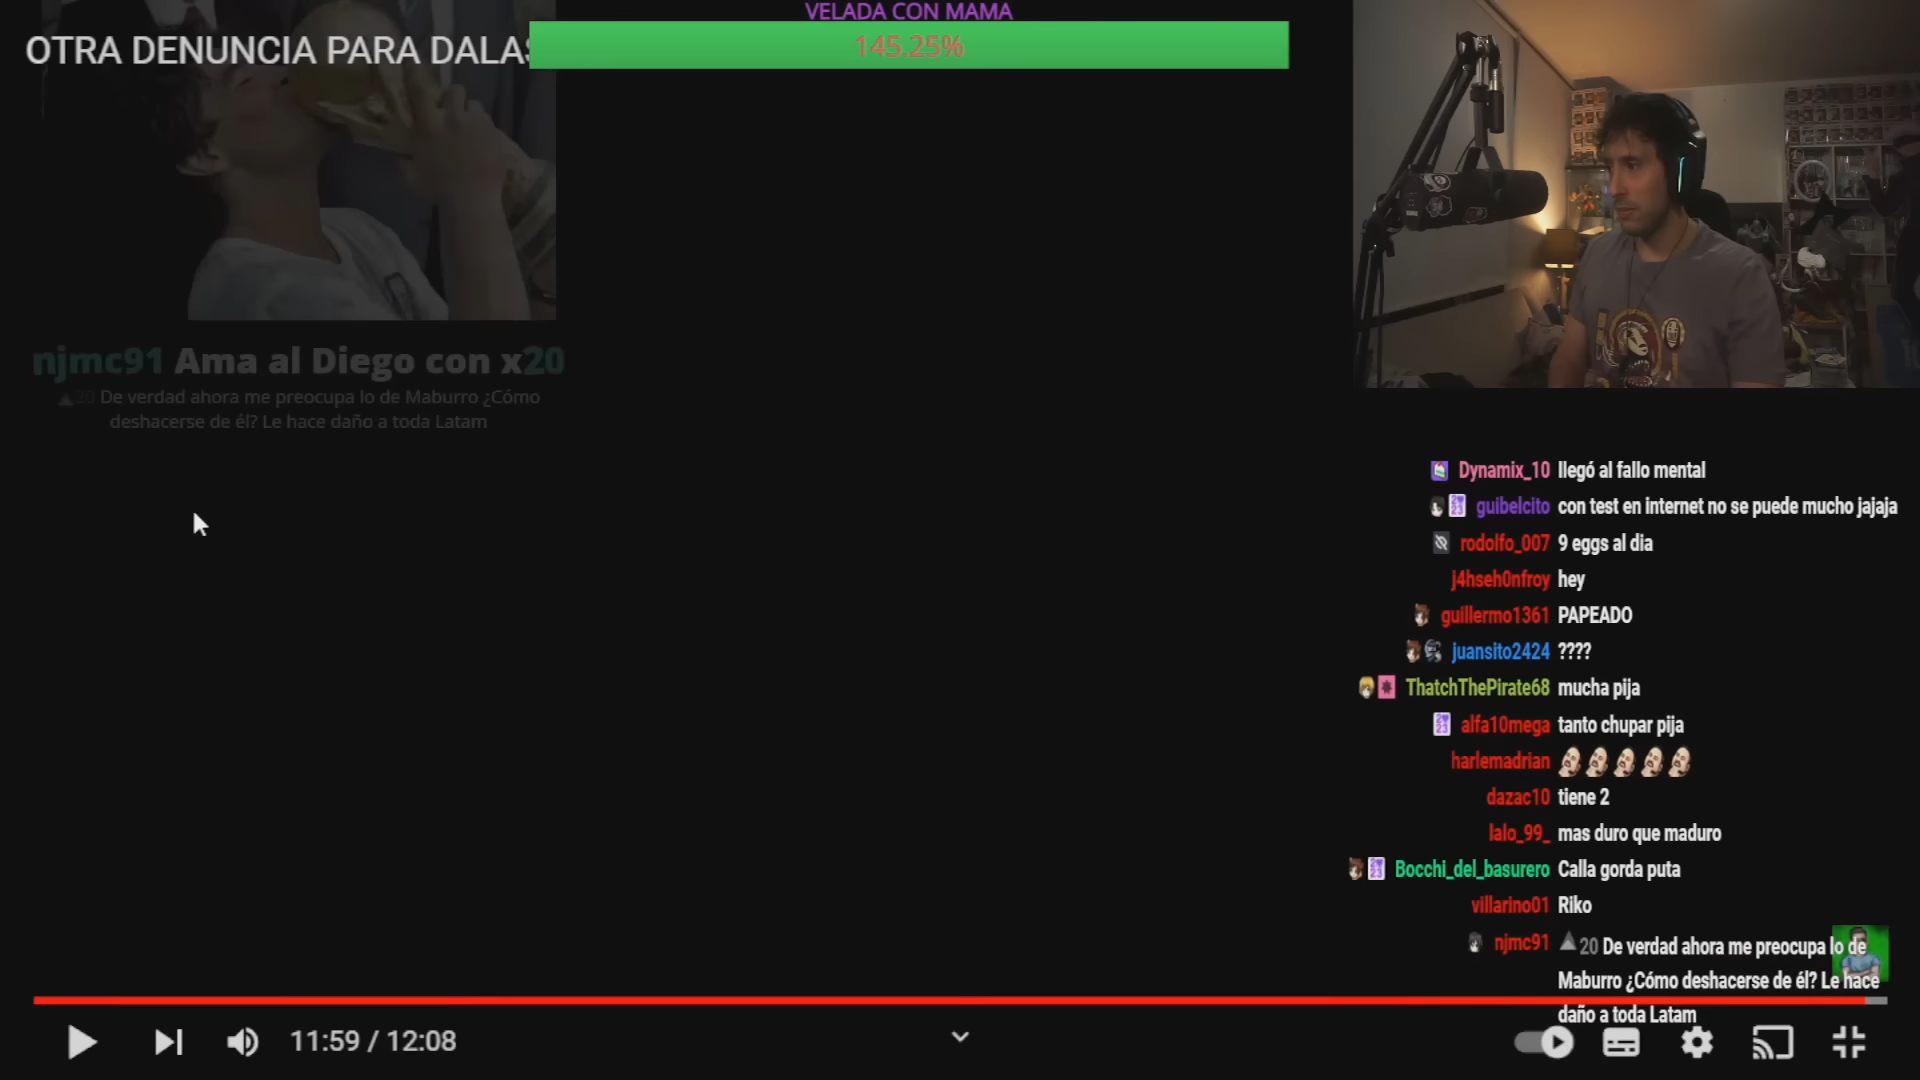 VELADA CON MAMA
OTRA DENUNCIA PARA DALAS
145.25%
njmc91 Ama al Diego con x20
20 De verdad ahora me preocupa lo de Maburro ¿Cómo
deshacerse de él? Le hace daño a toda Latam
Dynamix_10 llegó al fallo mental
guibelcito con test en internet no se puede mucho jajaja
rodolfo_007 9 eggs al dia
j4hseh0nfroy hey
guillermo1361 PAPEADO
juansito2424 ????
ThatchThePirate68 mucha pija
alfa10mega tanto chupar pija
harlemadrian
dazac10 tiene 2
lalo_99_ mas duro que maduro
Bocchi_del_basurero Calla gorda puta
villarino01 Riko
njmc91 20 De verdad ahora me preocupa lo de
Maburro ¿Cómo deshacerse de él? Le hace
daño a toda Latam
11:59 / 12:08